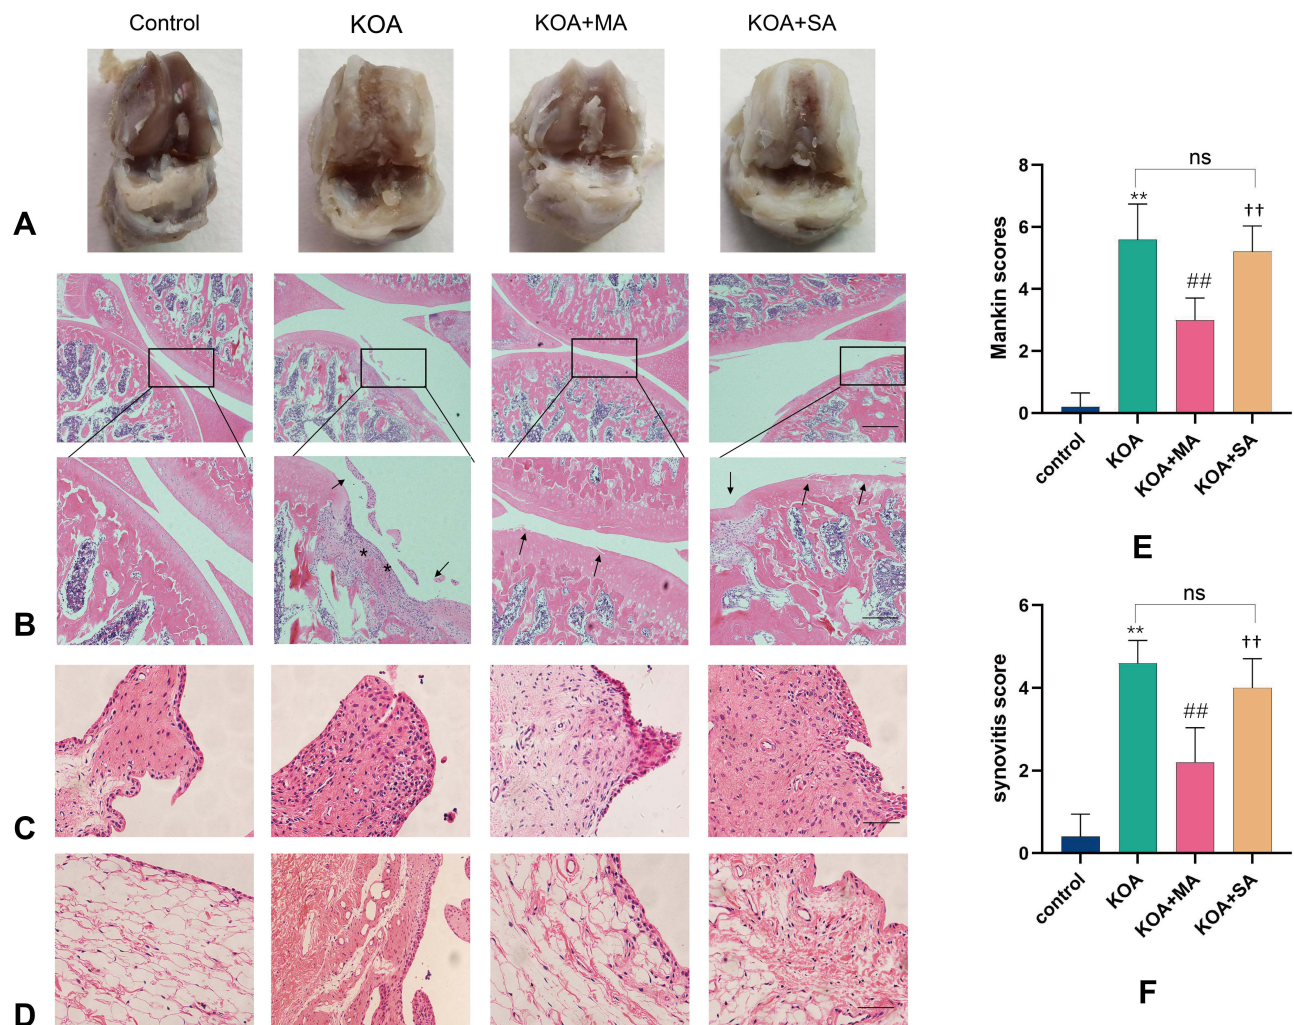 Control KOA KOA+MA KOA+SA
A
B
* *
C
D
Mankin scores
8
6
4
2
0
ns
**
##
††
control KOA KOA+MA KOA+SA
E
synovitis score
6
4
2
0
ns
**
##
††
control KOA KOA+MA KOA+SA
F